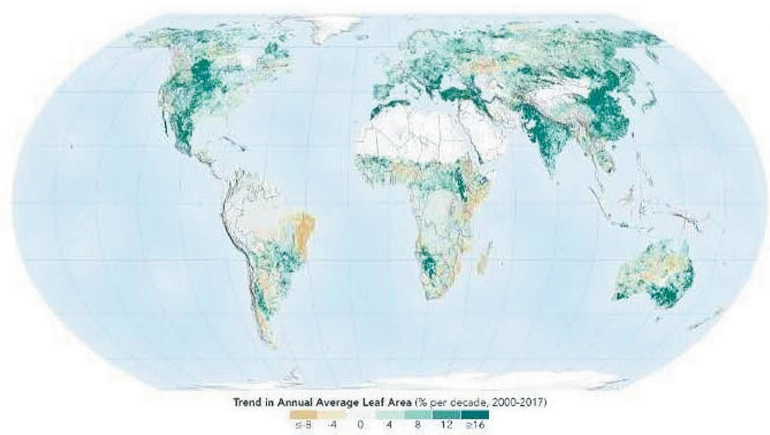 Trend in Annual Average Leaf Area (% per decade, 2000-2017)
≤-8 -4 0 4 8 12 ≥16